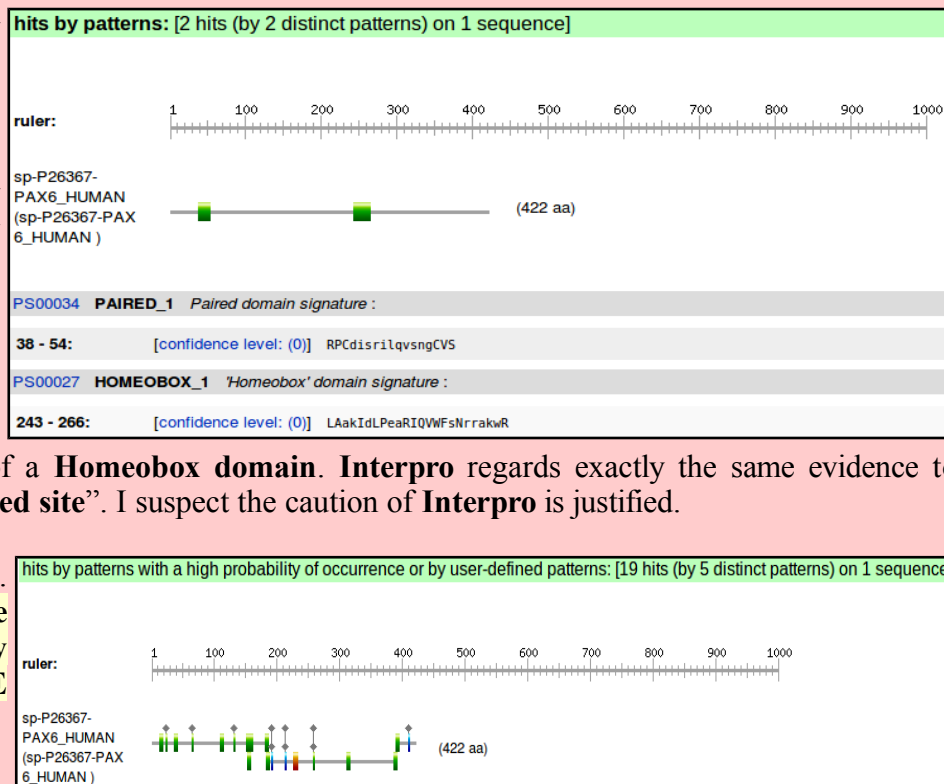 hits by patterns: [2 hits (by 2 distinct patterns) on 1 sequence]
1 100 200 300 400 500 600 700 800 900 1000
ruler:
sp-P26367-
PAX6_HUMAN
(sp-P26367-PAX
6_HUMAN )
(422 aa)
PS00034 PAIRED_1 Paired domain signature :
38 - 54: [confidence level: (0)] RPCdisrilqvsngCVS
PS00027 HOMEOBOX_1 'Homeobox' domain signature :
243 - 266: [confidence level: (0)] LAakIdLPeaRIQVWFsNrrakwR
of a Homeobox domain. Interpro regards exactly the same evidence
ed site”. I suspect the caution of Interpro is justified.
hits by patterns with a high probability of occurrence or by user-defined patterns: [19 hits (by 5 distinct patterns) on 1 sequence
1 100 200 300 400 500 600 700 800 900 1000
ruler:
sp-P26367-
PAX6_HUMAN
(sp-P26367-PAX
6_HUMAN )
(422 aa)